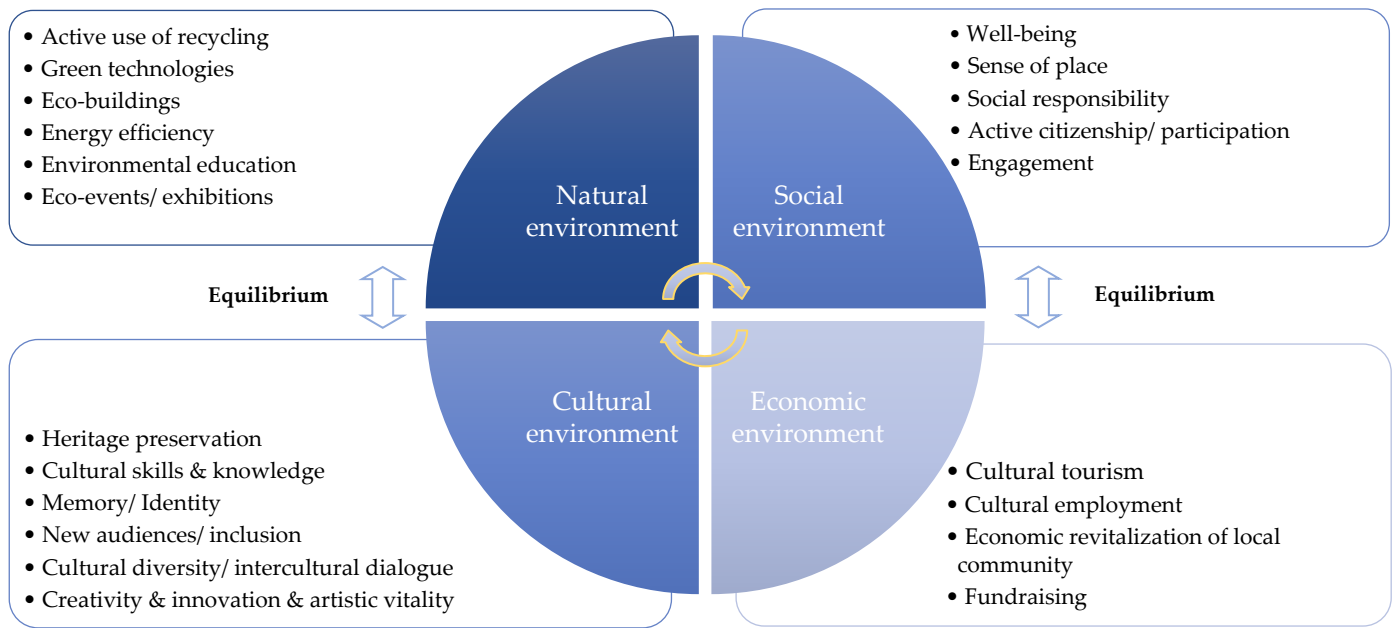 • Active use of recycling
• Green technologies
• Eco-buildings
• Energy efficiency
• Environmental education
• Eco-events/ exhibitions
• Well-being
• Sense of place
• Social responsibility
• Active citizenship/ participation
• Engagement
Natural
environment
Social
environment
Equilibrium
Equilibrium
Cultural
environment
Economic
environment
• Heritage preservation
• Cultural skills & knowledge
• Memory/ Identity
• New audiences/ inclusion
• Cultural diversity/ intercultural dialogue
• Creativity & innovation & artistic vitality
• Cultural tourism
• Cultural employment
• Economic revitalization of local
community
• Fundraising